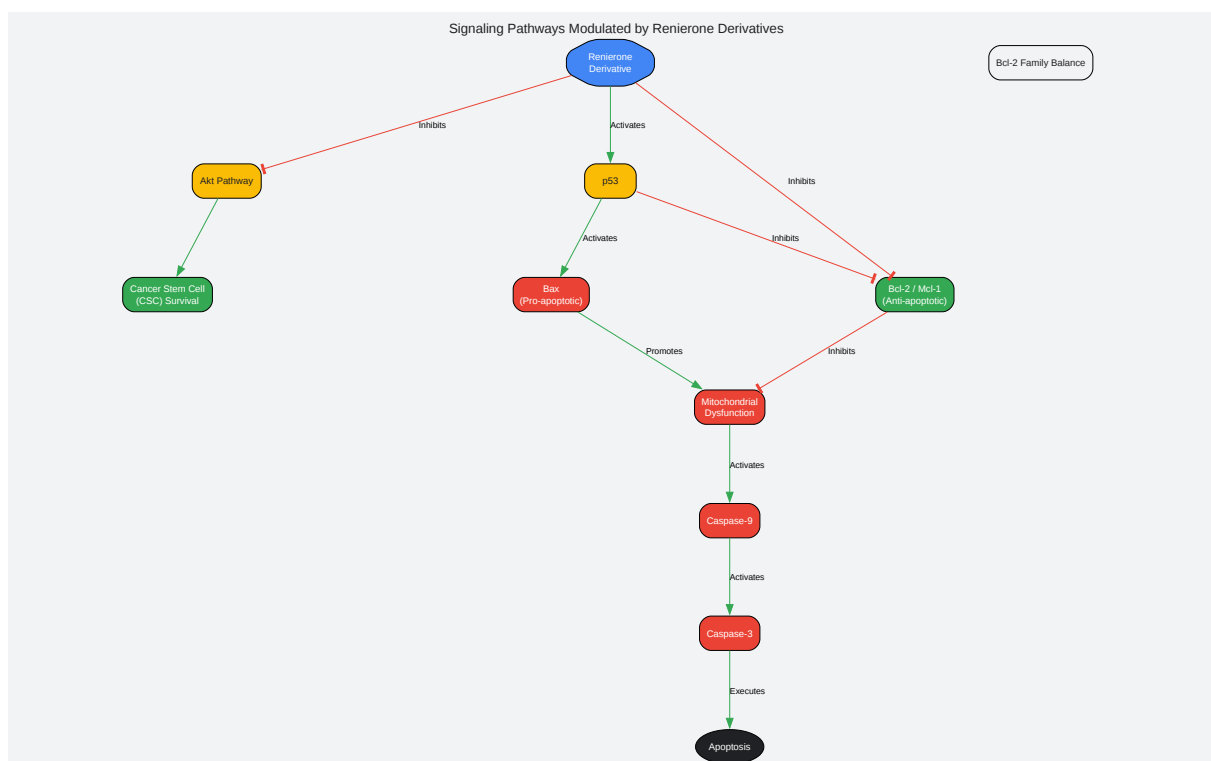 Signaling Pathways Modulated by Renierone Derivatives
Renierone
Derivative
Bcl-2 Family Balance
Inhibits
Activates
Inhibits
Akt Pathway
p53
Activates
Inhibits
Cancer Stem Cell
(CSC) Survival
Bax
(Pro-apoptotic)
Bcl-2 / Mcl-1
(Anti-apoptotic)
Promotes
Inhibits
Mitochondrial
Dysfunction
Activates
Caspase-9
Activates
Caspase-3
Executes
Apoptosis